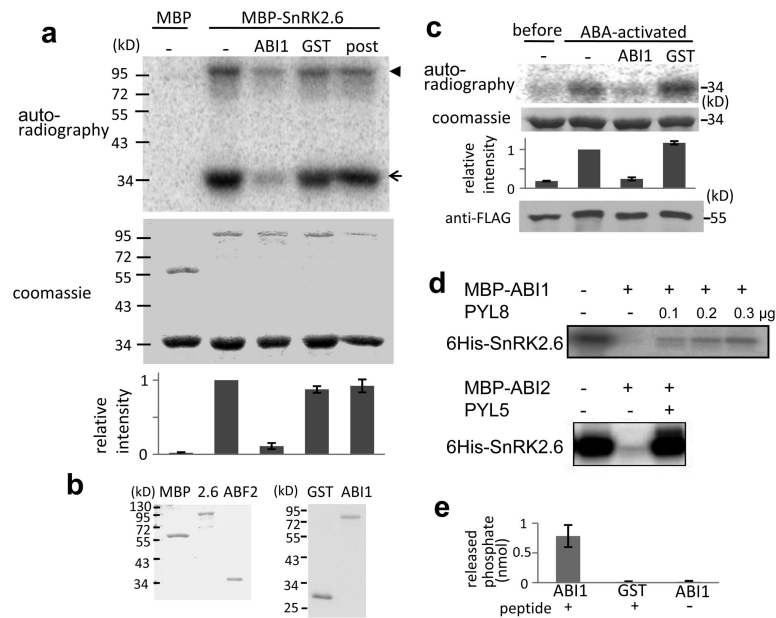 a
MBP MBP-SnRK2.6
(kD) - - ABI1 GST post
auto-
radiography
95
72
55
43
34
coomassie
95
72
55
43
34
relative
intensity
1
0
b
(kD) MBP 2.6 ABF2
130
95
72
55
43
34
(kD) GST ABI1
95
72
55
43
34
25
c
before ABA-activated
- - ABI1 GST
auto-
radiography
34
(kD)
coomassie
34
relative
intensity
1
0
(kD)
anti-FLAG
55
d
MBP-ABI1 - + + + +
PYL8 - - 0.1 0.2 0.3 µg
6His-SnRK2.6
MBP-ABI2 - + +
PYL5 - - +
6His-SnRK2.6
e
released
phosphate
(nmol)
1
0.5
0
ABI1 GST ABI1
peptide + + -